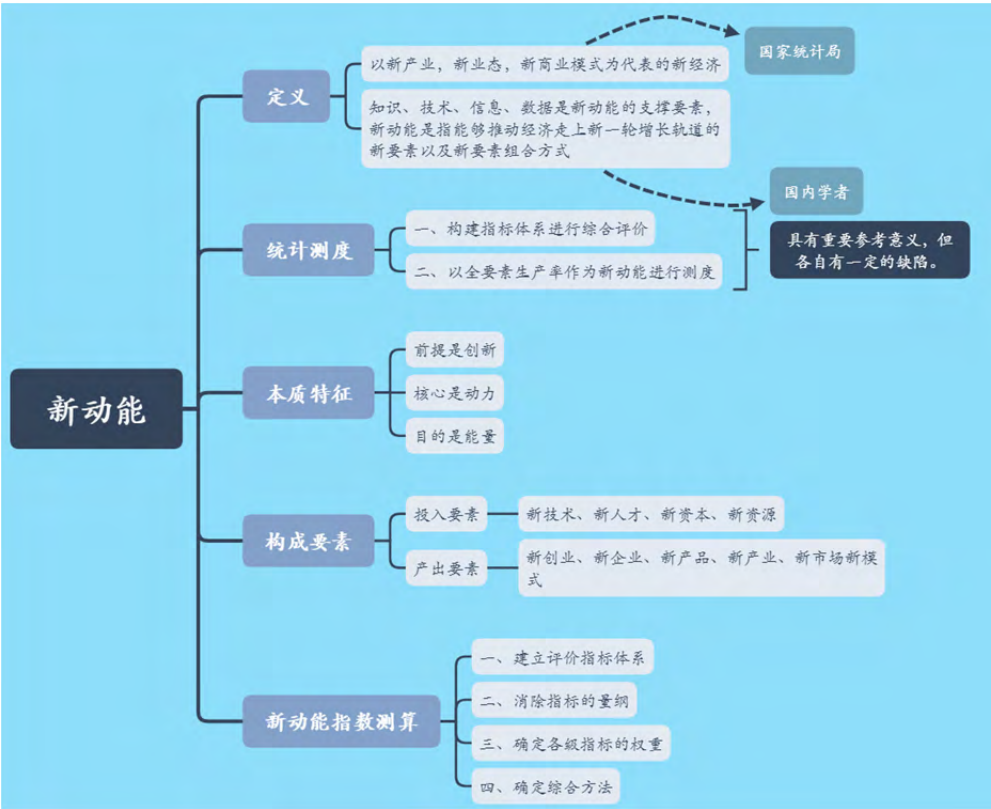 新动能
定义
以新产业，新业态，新商业模式为代表的新经济
国家统计局
知识、技术、信息、数据是新动能的支撑要素，
新动能是指能够推动经济走上新一轮增长轨道的
新要素以及新要素组合方式
国内学者
统计测度
一、构建指标体系进行综合评价
二、以全要素生产率作为新动能进行测度
具有重要参考意义，但
各自有一定的缺陷。
本质特征
前提是创新
核心是动力
目的是能量
构成要素
投入要素
新技术、新人才、新资本、新资源
产出要素
新创业、新企业、新产品、新产业、新市场新模
式
新动能指数测算
一、建立评价指标体系
二、消除指标的量纲
三、确定各级指标的权重
四、确定综合方法